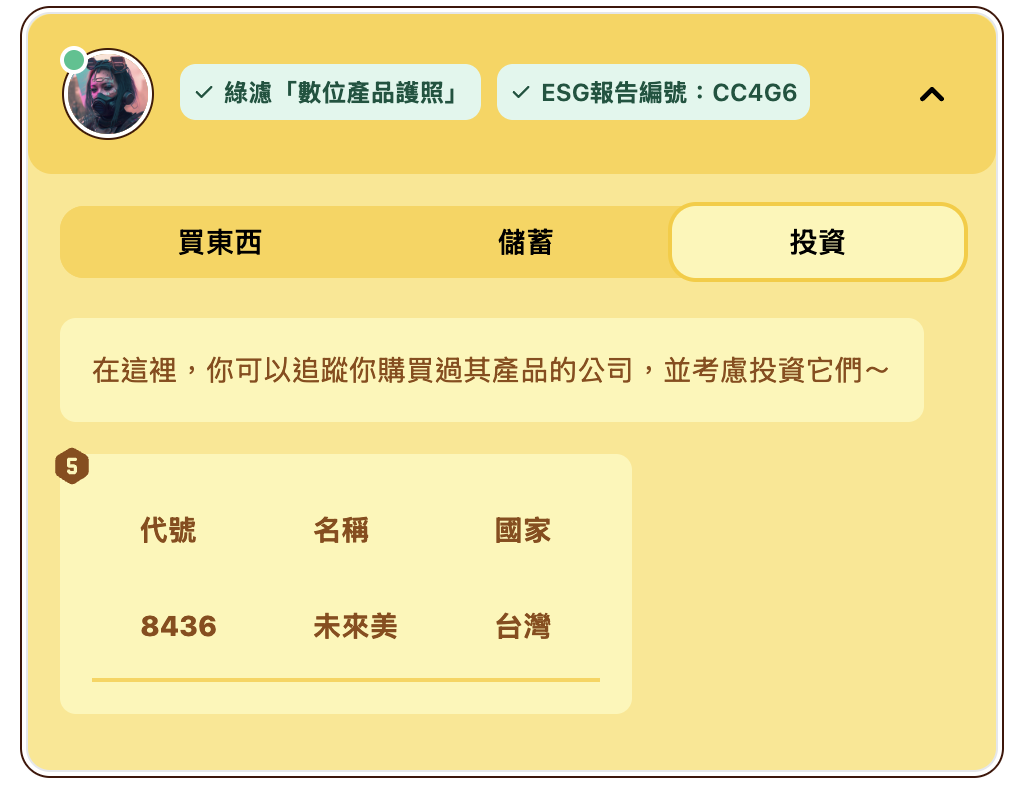 綠濾「數位產品護照」
ESG報告編號：CC4G6
買東西 儲蓄 投資
在這裡，你可以追蹤你購買過其產品的公司，並考慮投資它們～
5
代號 名稱 國家
8436 未來美 台灣